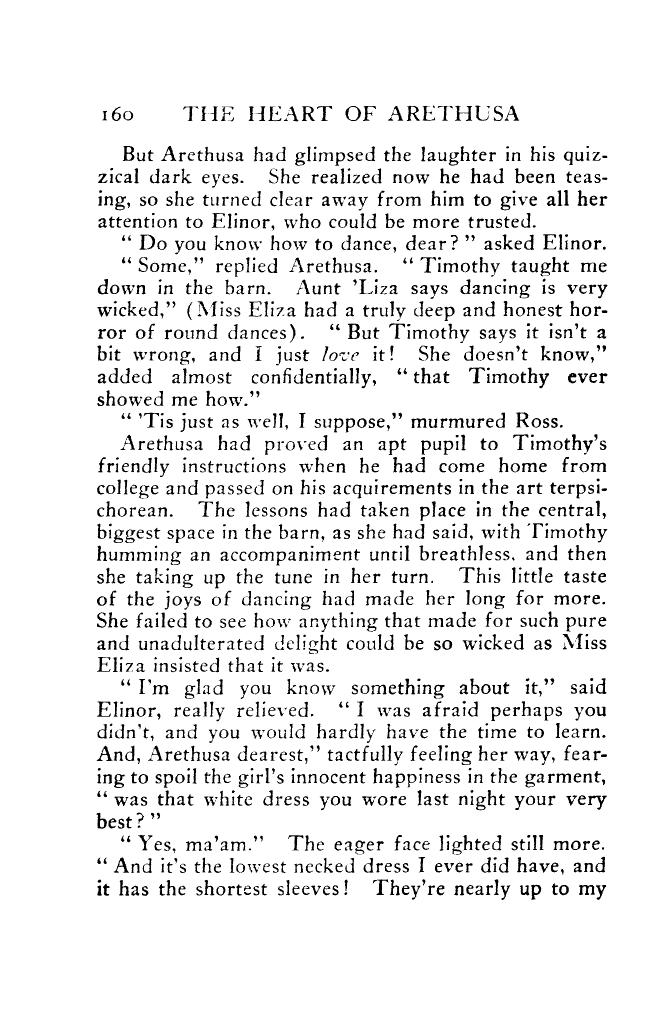 160 THE HEART OF ARETHUSA
But Arethusa had glimpsed the laughter in his quiz-
zical dark eyes. She realized now he had been teas-
ing, so she turned clear away from him to give all her
attention to Elinor, who could be more trusted.
“ Do you know how to dance, dear? ” asked Elinor.
“ Some,” replied Arethusa. “ Timothy taught me
down in the barn. Aunt ’Liza says dancing is very
wicked,” (Miss Eliza had a truly deep and honest hor-
ror of round dances). “ But Timothy says it isn’t a
bit wrong, and I just love it! She doesn’t know,”
added almost confidentially, “ that Timothy ever
showed me how.”
“ ’Tis just as well, I suppose,” murmured Ross.
Arethusa had proved an apt pupil to Timothy’s
friendly instructions when he had come home from
college and passed on his acquirements in the art terpsi-
chorean. The lessons had taken place in the central,
biggest space in the barn, as she had said, with Timothy
humming an accompaniment until breathless, and then
she taking up the tune in her turn. This little taste
of the joys of dancing had made her long for more.
She failed to see how anything that made for such pure
and unadulterated delight could be so wicked as Miss
Eliza insisted that it was.
“ I’m glad you know something about it,” said
Elinor, really relieved. “ I was afraid perhaps you
didn’t, and you would hardly have the time to learn.
And, Arethusa dearest,” tactfully feeling her way, fear-
ing to spoil the girl’s innocent happiness in the garment,
“ was that white dress you wore last night your very
best? ”
“ Yes, ma’am.” The eager face lighted still more.
“ And it’s the lowest necked dress I ever did have, and
it has the shortest sleeves! They’re nearly up to my